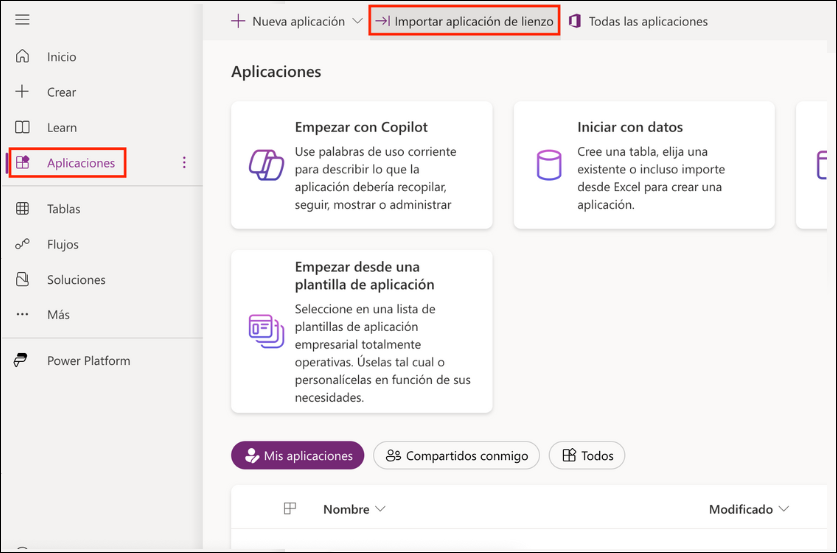 Nueva aplicación
Importar aplicación de lienzo
Todas las aplicaciones
Inicio
Crear
Learn
Aplicaciones
Tablas
Flujos
Soluciones
Más
Power Platform
Aplicaciones
Empezar con Copilot
Use palabras de uso corriente
para describir lo que la
aplicación debería recopilar,
seguir, mostrar o administrar
Iniciar con datos
Cree una tabla, elija una
existente o incluso importe
desde Excel para crear una
aplicación.
Empezar desde una
plantilla de aplicación
Seleccione en una lista de
plantillas de aplicación
empresarial totalmente
operativas. Úselas tal cual o
personalícelas en función de sus
necesidades.
Mis aplicaciones
Compartidos conmigo
Todos
Nombre
Modificado